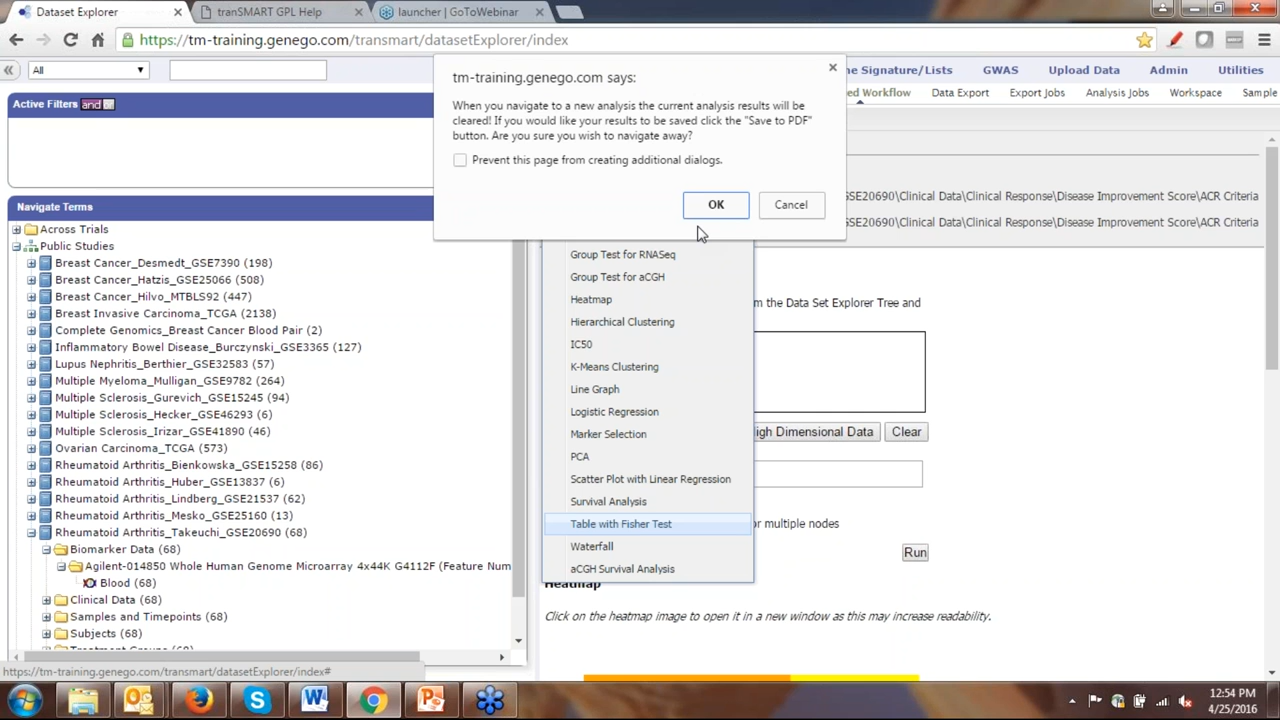 Dataset Explorer
tranSMART GPL Help
launcher | GoToWebinar
https://tm-training.genego.com/transmart/datasetExplorer/index
All
ne Signature/Lists
GWAS
Upload Data
Admin
Utilities
Active Filters and or
ed Workflow
Data Export
Export Jobs
Analysis Jobs
Workspace
Sample
tm-training.genego.com says:
When you navigate to a new analysis the current analysis results will be
cleared! If you would like your results to be saved click the "Save to PDF"
button. Are you sure you wish to navigate away?
Prevent this page from creating additional dialogs.
OK
Cancel
SE20690\Clinical Data\Clinical Response\Disease Improvement Score\ACR Criteria
SE20690\Clinical Data\Clinical Response\Disease Improvement Score\ACR Criteria
Navigate Terms
Across Trials
Public Studies
Breast Cancer_Desmedt_GSE7390 (198)
Breast Cancer_Hatzis_GSE25066 (508)
Breast Cancer_Hilvo_MTBLS92 (447)
Breast Invasive Carcinoma_TCGA (2138)
Complete Genomics_Breast Cancer Blood Pair (2)
Inflammatory Bowel Disease_Burczynski_GSE3365 (127)
Lupus Nephritis_Berthier_GSE32583 (57)
Multiple Myeloma_Mulligan_GSE9782 (264)
Multiple Sclerosis_Gurevich_GSE15245 (94)
Multiple Sclerosis_Hecker_GSE46293 (6)
Multiple Sclerosis_Irizar_GSE41890 (46)
Ovarian Carcinoma_TCGA (573)
Rheumatoid Arthritis_Bienkowska_GSE15258 (86)
Rheumatoid Arthritis_Huber_GSE13837 (6)
Rheumatoid Arthritis_Lindberg_GSE21537 (62)
Rheumatoid Arthritis_Mesko_GSE25160 (13)
Rheumatoid Arthritis_Takeuchi_GSE20690 (68)
Biomarker Data (68)
Agilent-014850 Whole Human Genome Microarray 4x44K G4112F (Feature Num
Blood (68)
Clinical Data (68)
Samples and Timepoints (68)
Subjects (68)
Treatment Groups (68)
Group Test for RNASeq
Group Test for aCGH
Heatmap
Hierarchical Clustering
IC50
K-Means Clustering
Line Graph
Logistic Regression
Marker Selection
PCA
Scatter Plot with Linear Regression
Survival Analysis
Table with Fisher Test
Waterfall
aCGH Survival Analysis
m the Data Set Explorer Tree and
igh Dimensional Data
Clear
or multiple nodes
Run
Heatmap
Click on the heatmap image to open it in a new window as this may increase readability.
https://tm-training.genego.com/transmart/datasetExplorer/index#
12:54 PM
4/25/2016